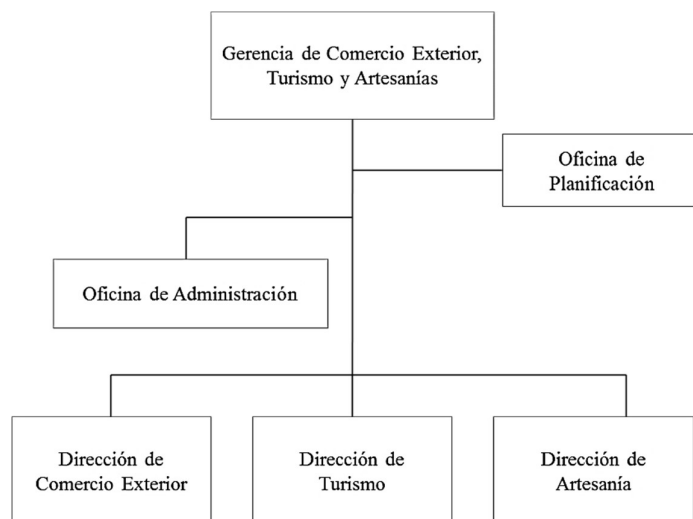 Gerencia de Comercio Exterior,
Turismo y Artesanías
Oficina de
Planificación
Oficina de Administración
Dirección de
Comercio Exterior
Dirección de
Turismo
Dirección de
Artesanía